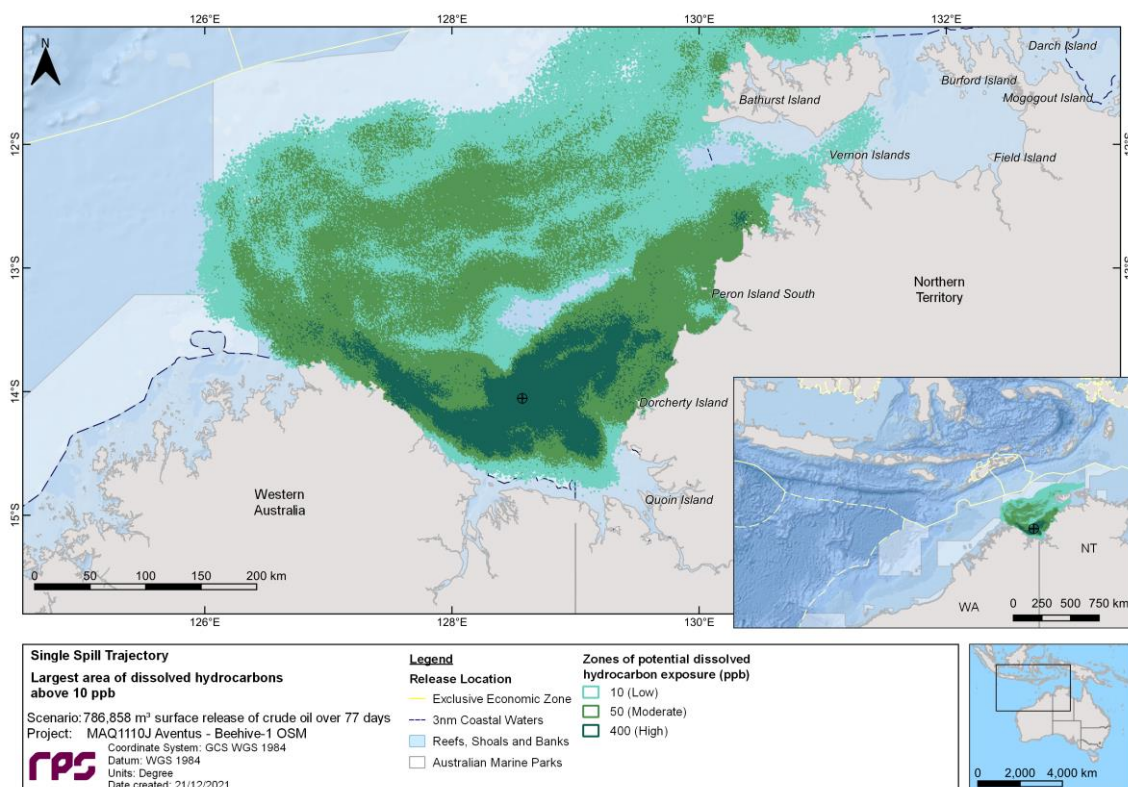 126°E 128°E 130°E 132°E
N
Darch Island
Burford Island
Bathurst Island
Mogogout Island
12°S 12°S
Vernon Islands
Field Island
13°S 13°S
Northern
Territory
Peron Island South
14°S
Dorcherty Island
Western
Australia
Quoin Island
15°S
0 50 100 150 200 km
126°E 128°E 130°E
NT
WA
0 250 500 750 km
Single Spill Trajectory
Largest area of dissolved hydrocarbons
above 10 ppb
Scenario: 786,858 m³ surface release of crude oil over 77 days
Project: MAQ1110J Aventus - Beehive-1 OSM
rps
Coordinate System: GCS WGS 1984
Datum: WGS 1984
Units: Degree
Date created: 21/12/2021
Legend
Release Location
Exclusive Economic Zone
3nm Coastal Waters
Reefs, Shoals and Banks
Australian Marine Parks
Zones of potential dissolved
hydrocarbon exposure (ppb)
10 (Low)
50 (Moderate)
400 (High)
0 2,000 4,000 km